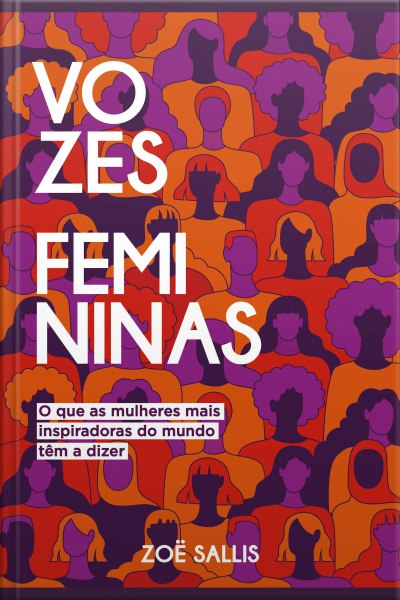 VO
ZES
FEMI
NINAS
O que as mulheres mais
inspiradoras do mundo
têm a dizer
ZOË SALLIS